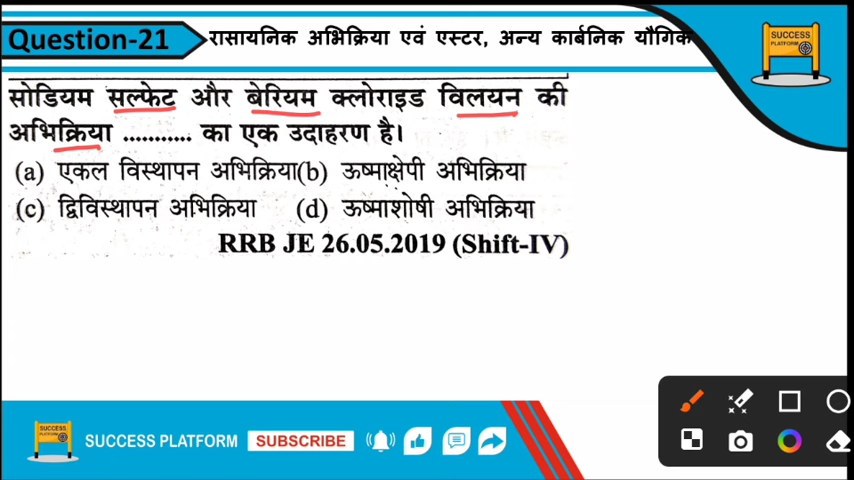 Question-21
रासायनिक अभिक्रिया एवं एस्टर, अन्य कार्बनिक यौगिक
SUCCESS
PLATFORM
सोडियम सल्फेट और बेरियम क्लोराइड विलयन की
अभिक्रिया ........... का एक उदाहरण है।
(a) एकल विस्थापन अभिक्रिया(b) ऊष्माक्षेपी अभिक्रिया
(c) द्विविस्थापन अभिक्रिया (d) ऊष्माशोषी अभिक्रिया
RRB JE 26.05.2019 (Shift-IV)
SUCCESS
PLATFORM
SUCCESS PLATFORM SUBSCRIBE